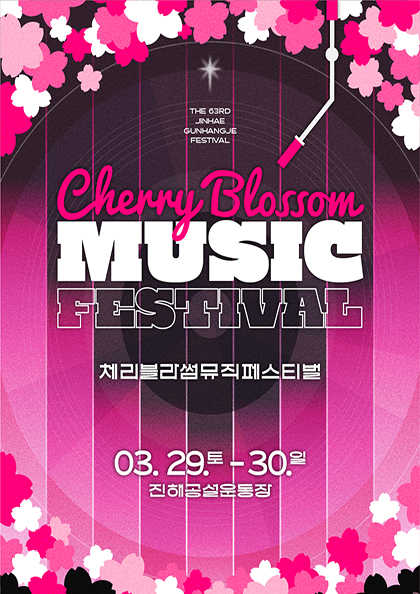 THE 63RD
JINHAE
GUNHANGJE
FESTIVAL
Cherry Blossom
MUSIC
FESTIVAL
체리블라썸뮤직페스티벌
03. 29.토 - 30.일
진해공설운동장